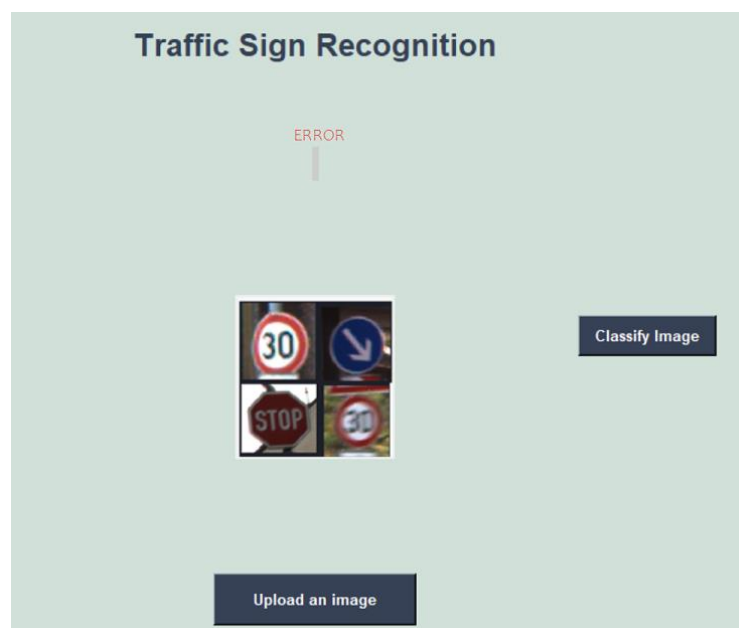 Traffic Sign Recognition
ERROR
30
STOP
30
Classify Image
Upload an image